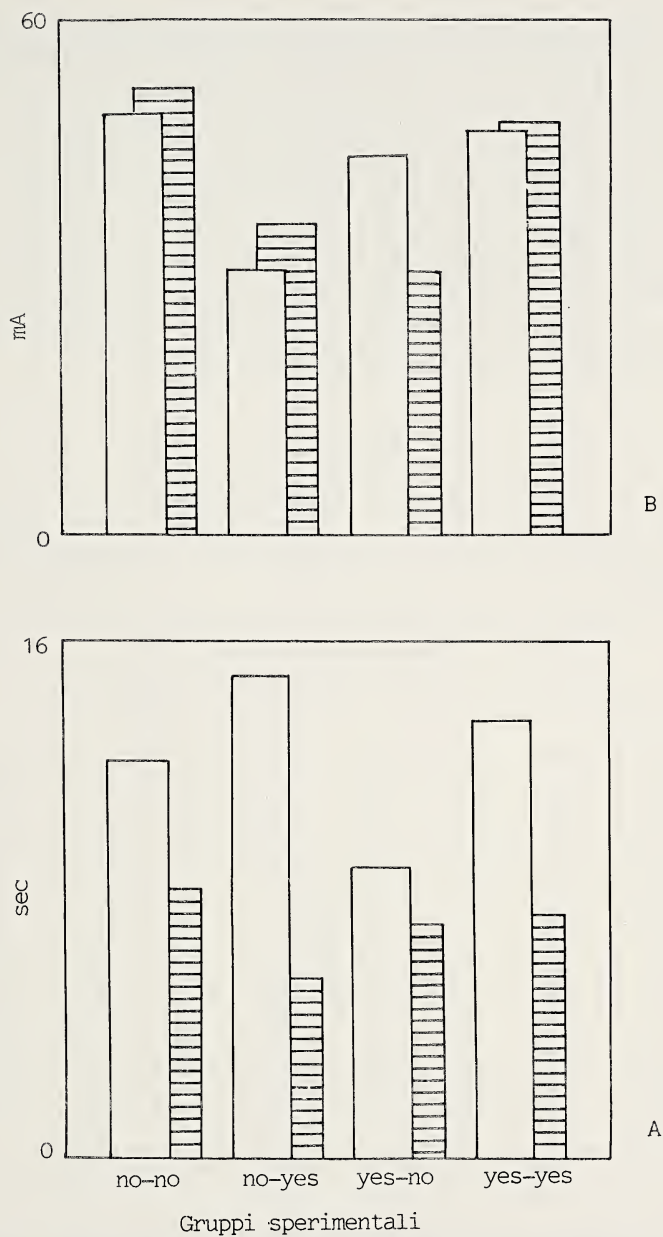 60
mA
0
B
16
sec
0
A
no-no no-yes yes-no yes-yes
Gruppi sperimentali